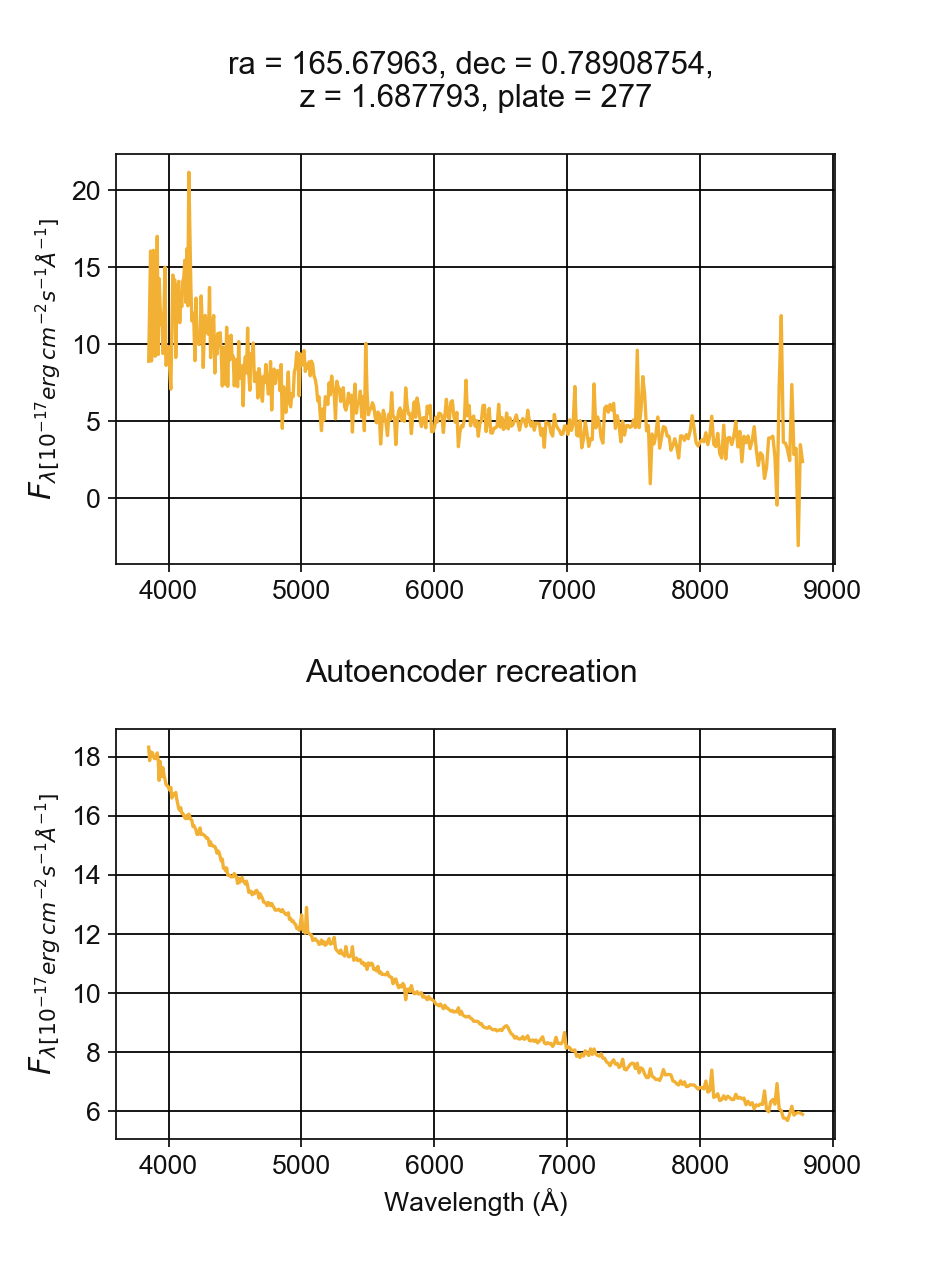 ra = 165.67963, dec = 0.78908754,
z = 1.687793, plate = 277
20
15
10
5
0
F_λ[10^{−17} erg cm^{−2} s^{−1} Å^{−1}]
4000 5000 6000 7000 8000 9000
Autoencoder recreation
18
16
14
12
10
8
6
F_λ[10^{−17} erg cm^{−2} s^{−1} Å^{−1}]
4000 5000 6000 7000 8000 9000
Wavelength (Å)